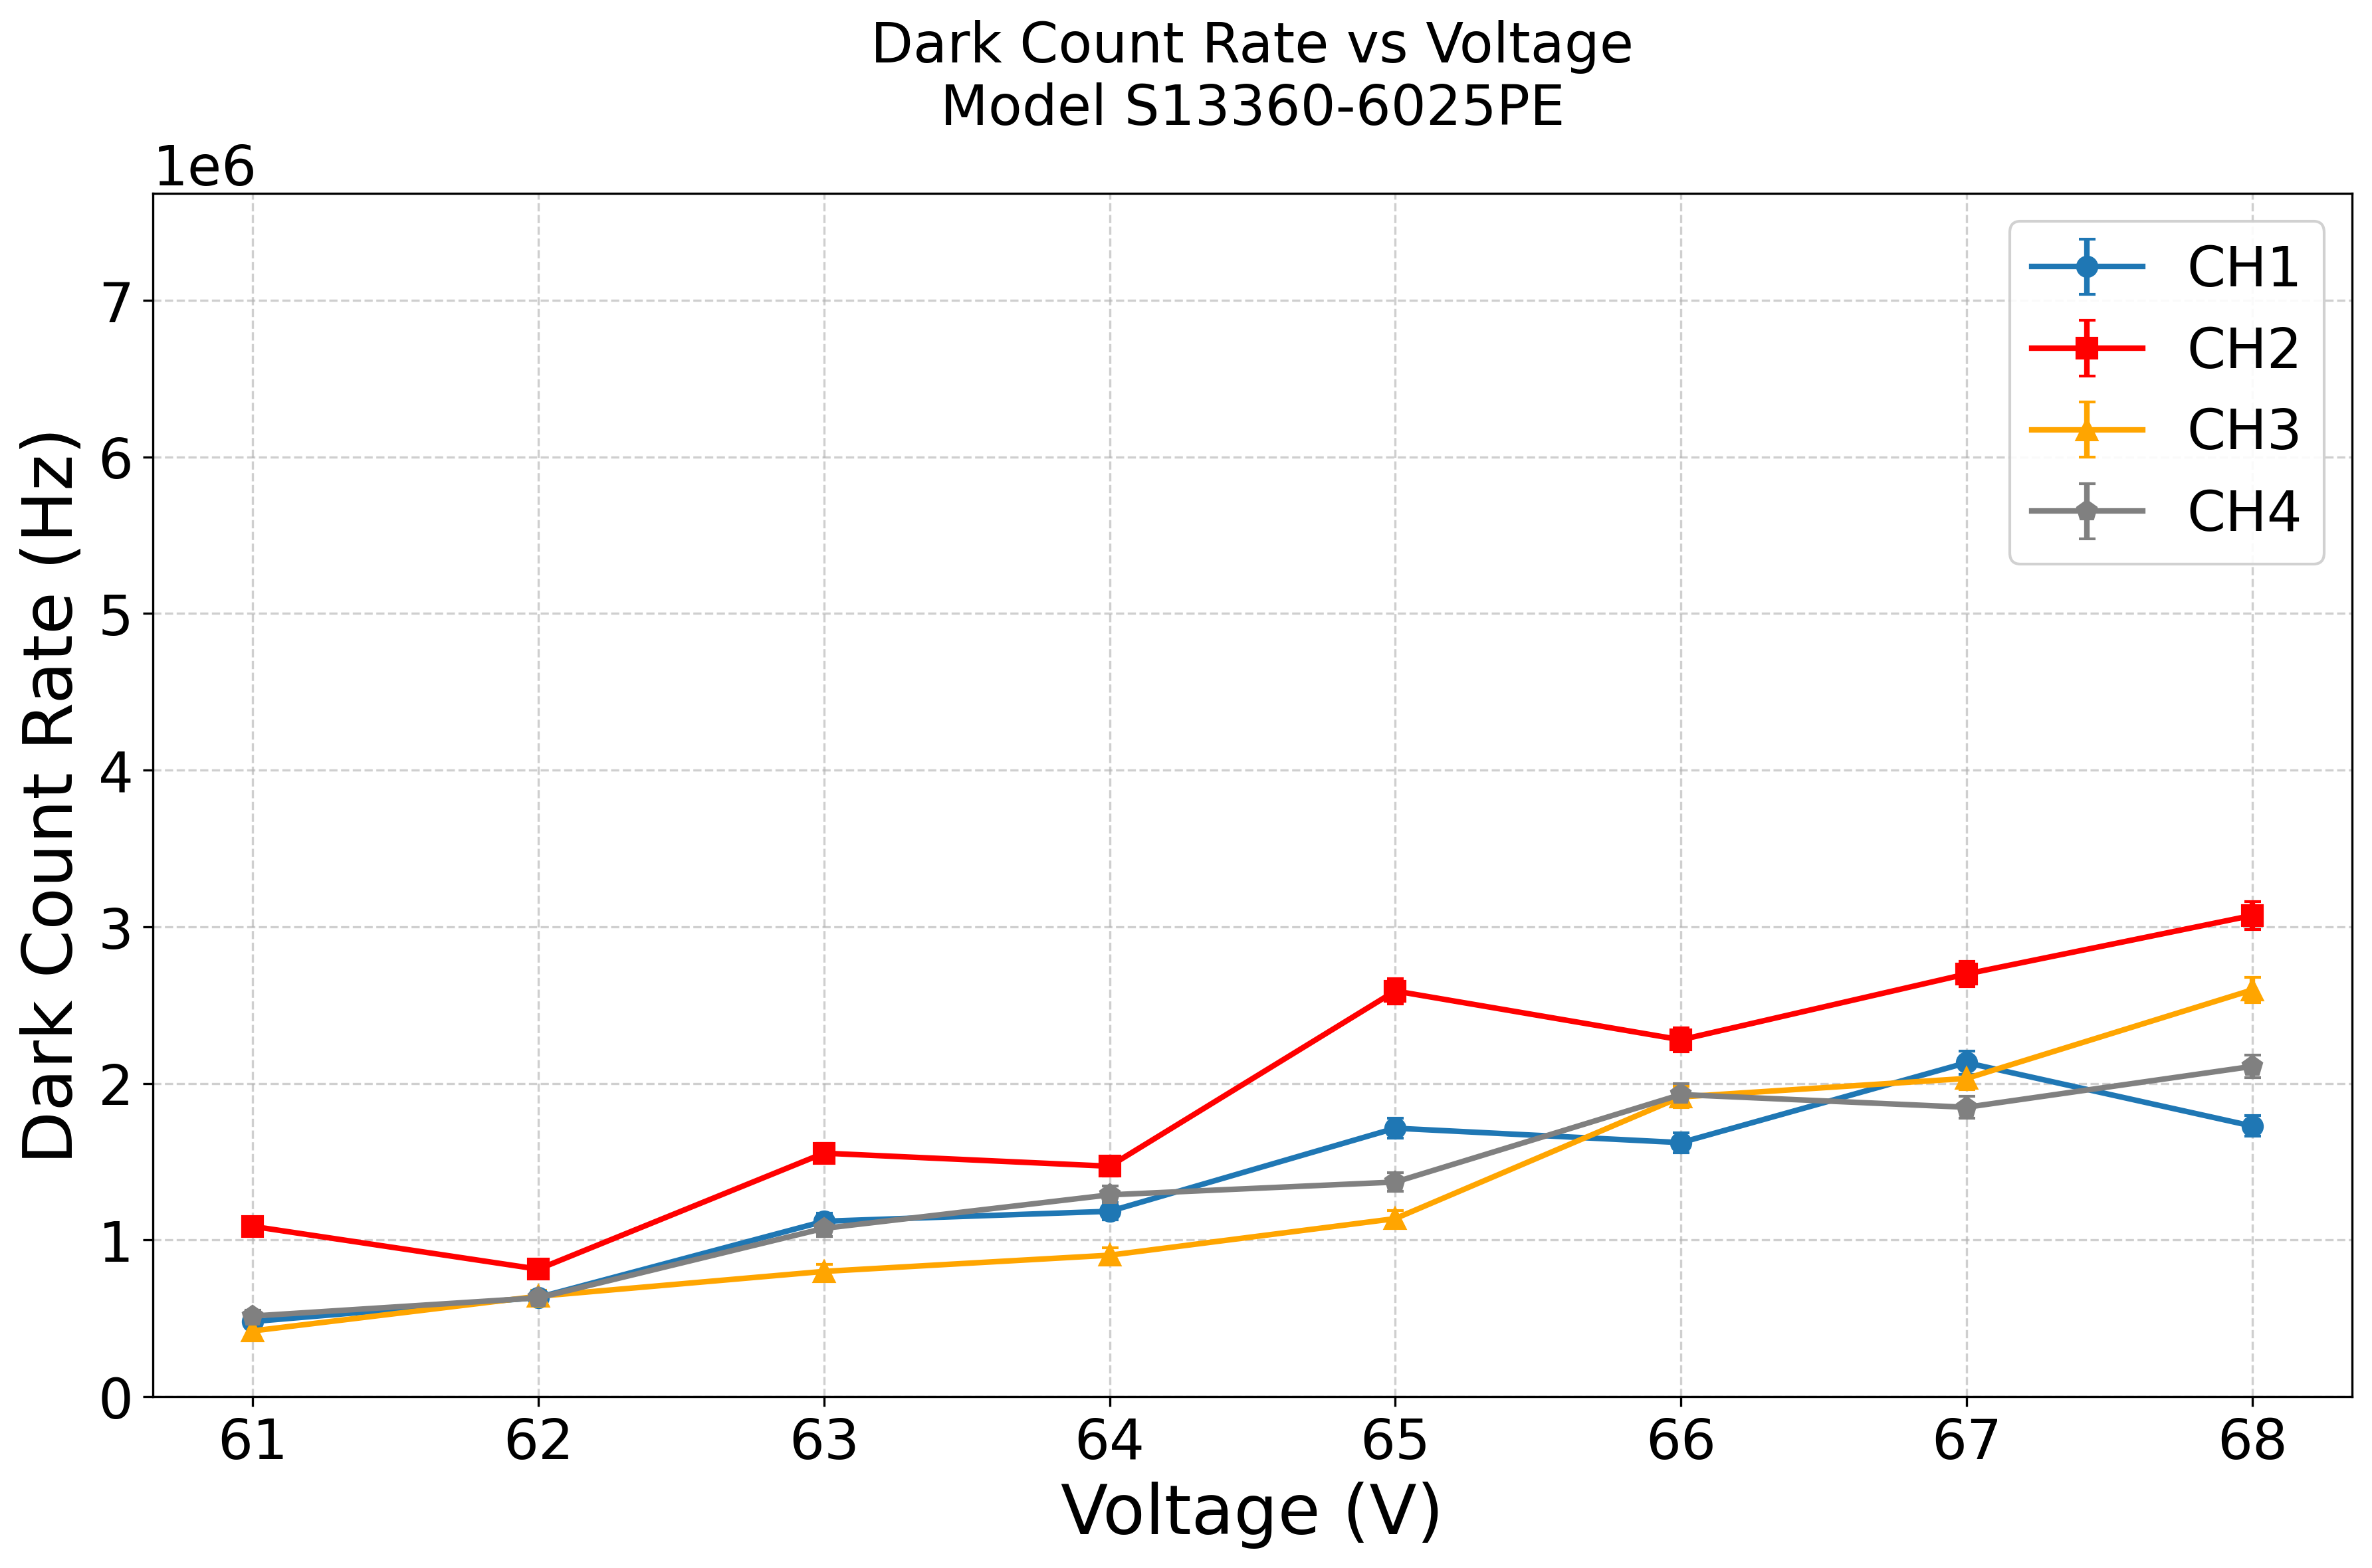 Dark Count Rate vs Voltage
Model S13360-6025PE
1e6
7
6
5
4
3
2
1
0
Dark Count Rate (Hz)
CH1
CH2
CH3
CH4
61 62 63 64 65 66 67 68
Voltage (V)